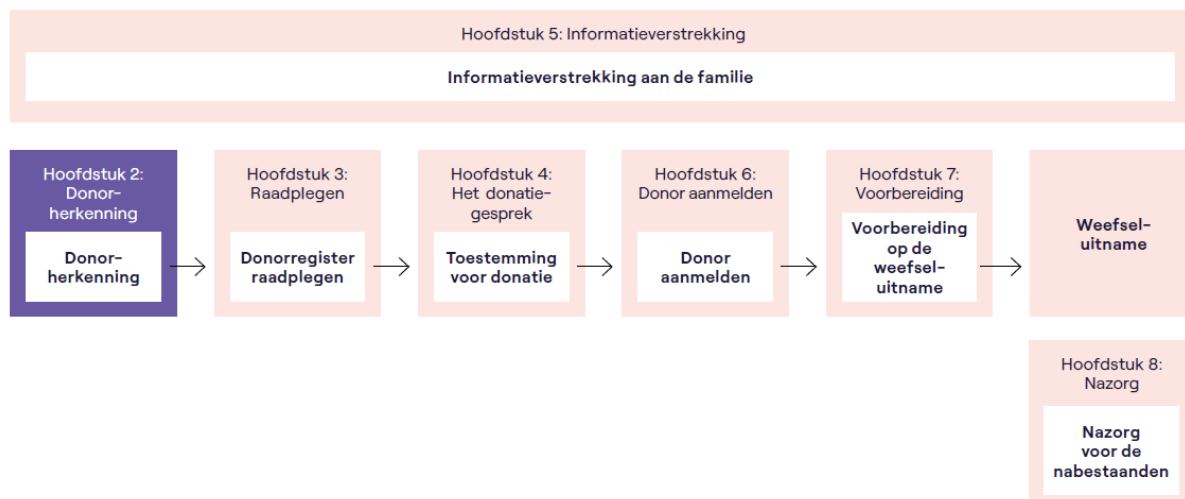 Hoofdstuk 5: Informatieverstrekking
Informatieverstrekking aan de familie
Hoofdstuk 2:
Donor-
herkenning
Donor-
herkenning
Hoofdstuk 3:
Raadplegen
Donorregister
raadplegen
Hoofdstuk 4:
Het donatie-
gesprek
Toestemming
voor donatie
Hoofdstuk 6:
Donor aanmelden
Donor
aanmelden
Hoofdstuk 7:
Voorbereiding
Voorbereiding
op de
weefsel-
uitname
Weefsel-
uitname
Hoofdstuk 8:
Nazorg
Nazorg
voor de
nabestaanden